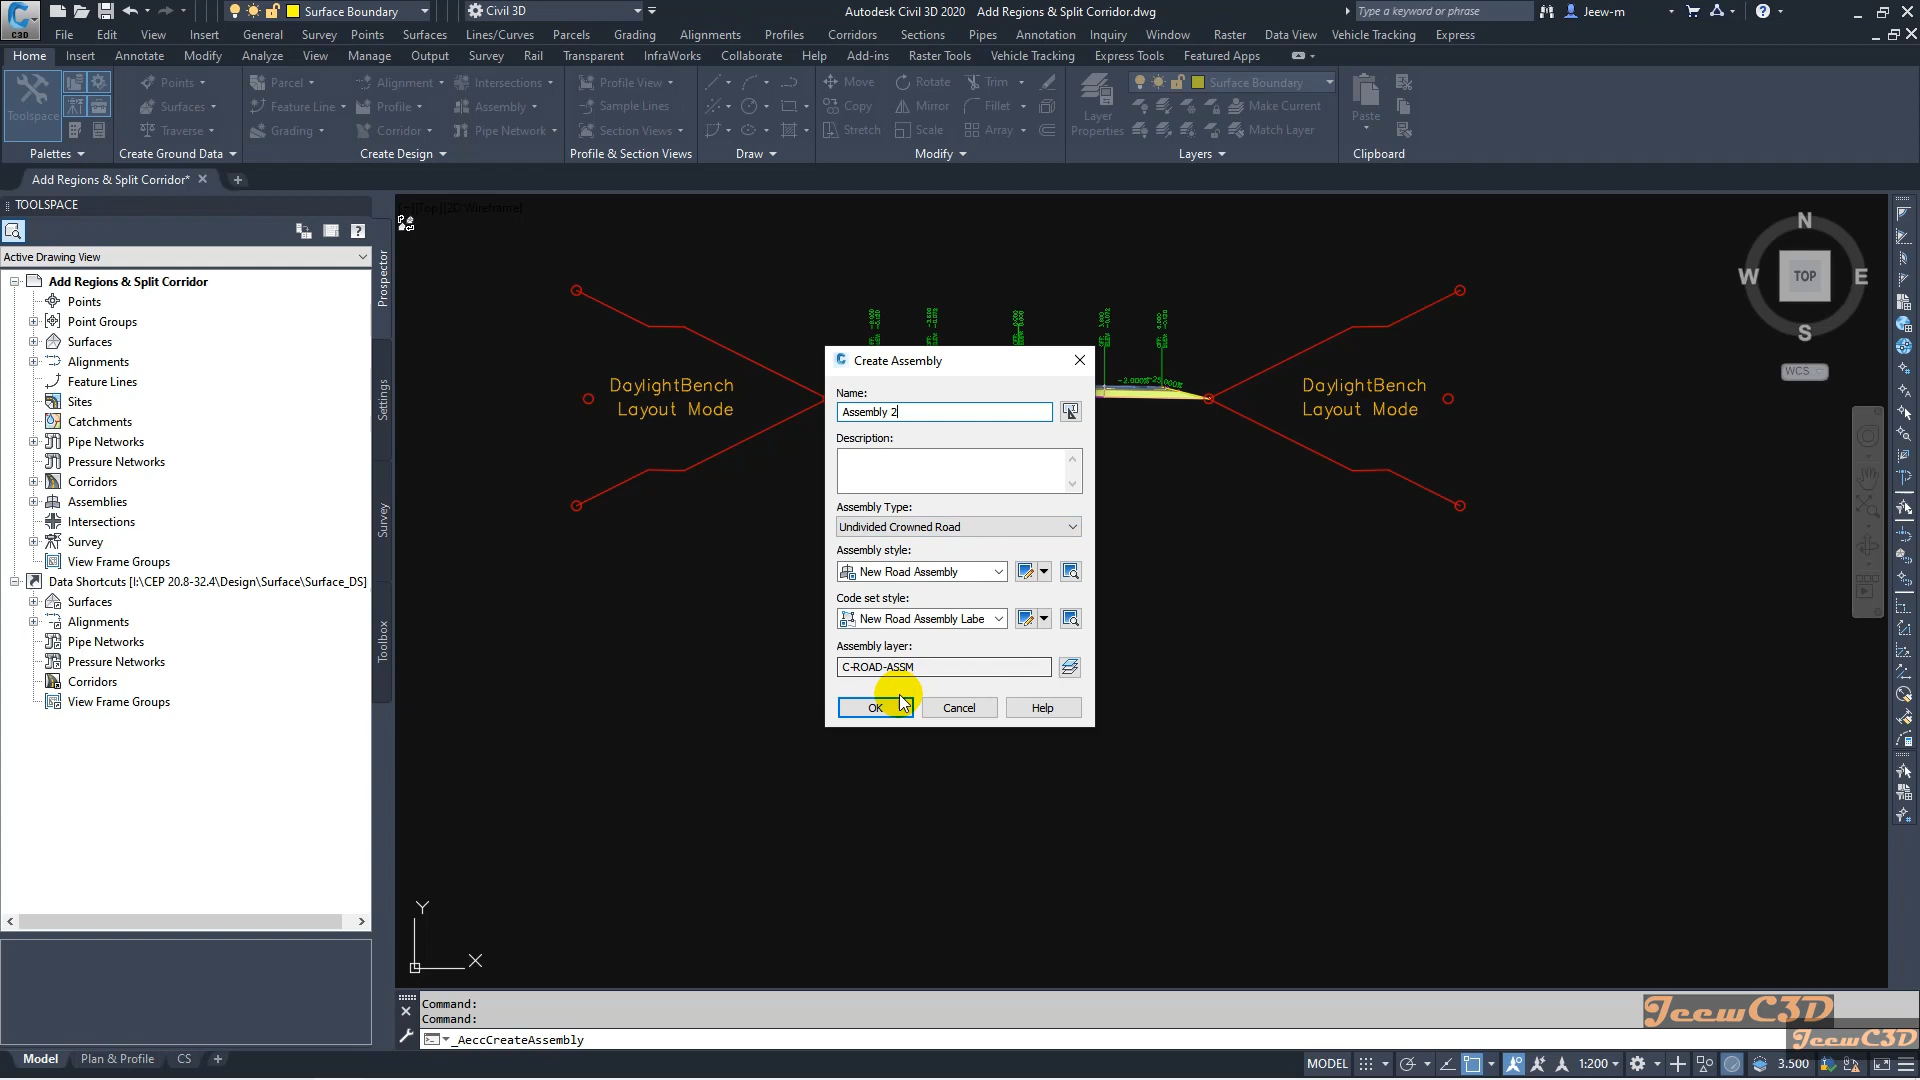 Surface Boundary
Civil 3D
Autodesk Civil 3D 2020 Add Regions & Split Corridor.dwg
Type a keyword or phrase
Jeew-m
C3D
File Edit View Insert General Survey Points Surfaces Lines/Curves Parcels Grading Alignments Profiles Corridors Sections Pipes Annotation Inquiry Window Raster Data View Vehicle Tracking Express
Home Insert Annotate Modify Analyze View Manage Output Survey Rail Transparent InfraWorks Collaborate Help Add-ins Raster Tools Vehicle Tracking Express Tools Featured Apps
Toolspace
Points Parcel Alignment Intersections Profile View Move Rotate Trim Surface Boundary
Surfaces Feature Line Profile Assembly Sample Lines Copy Mirror Fillet Make Current
Traverse Grading Corridor Pipe Network Section Views Stretch Scale Array Match Layer
Layer Properties
Paste
Palettes Create Ground Data Create Design Profile & Section Views Draw Modify Layers Clipboard
Add Regions & Split Corridor*
TOOLSPACE
Active Drawing View
Add Regions & Split Corridor
Points
Point Groups
Surfaces
Alignments
Feature Lines
Sites
Catchments
Pipe Networks
Pressure Networks
Corridors
Assemblies
Intersections
Survey
View Frame Groups
Data Shortcuts [I:\CEP 20.8-32.4\Design\Surface\Surface_DS]
Surfaces
Alignments
Pipe Networks
Pressure Networks
Corridors
View Frame Groups
Prospector
Settings
Survey
Toolbox
[-][Top][2D Wireframe]
DaylightBench
Layout Mode
-2.000%
-25.000%
DaylightBench
Layout Mode
N
W TOP E
S
WCS
Create Assembly
Name:
Assembly 2
Description:
Assembly Type:
Undivided Crowned Road
Assembly style:
New Road Assembly
Code set style:
New Road Assembly Labe
Assembly layer:
C-ROAD-ASSM
OK Cancel Help
Y
X
Command:
Command:
_AeccCreateAssembly
JeewC3D
JeewC3D
Model Plan & Profile CS
MODEL 1:200 3.500